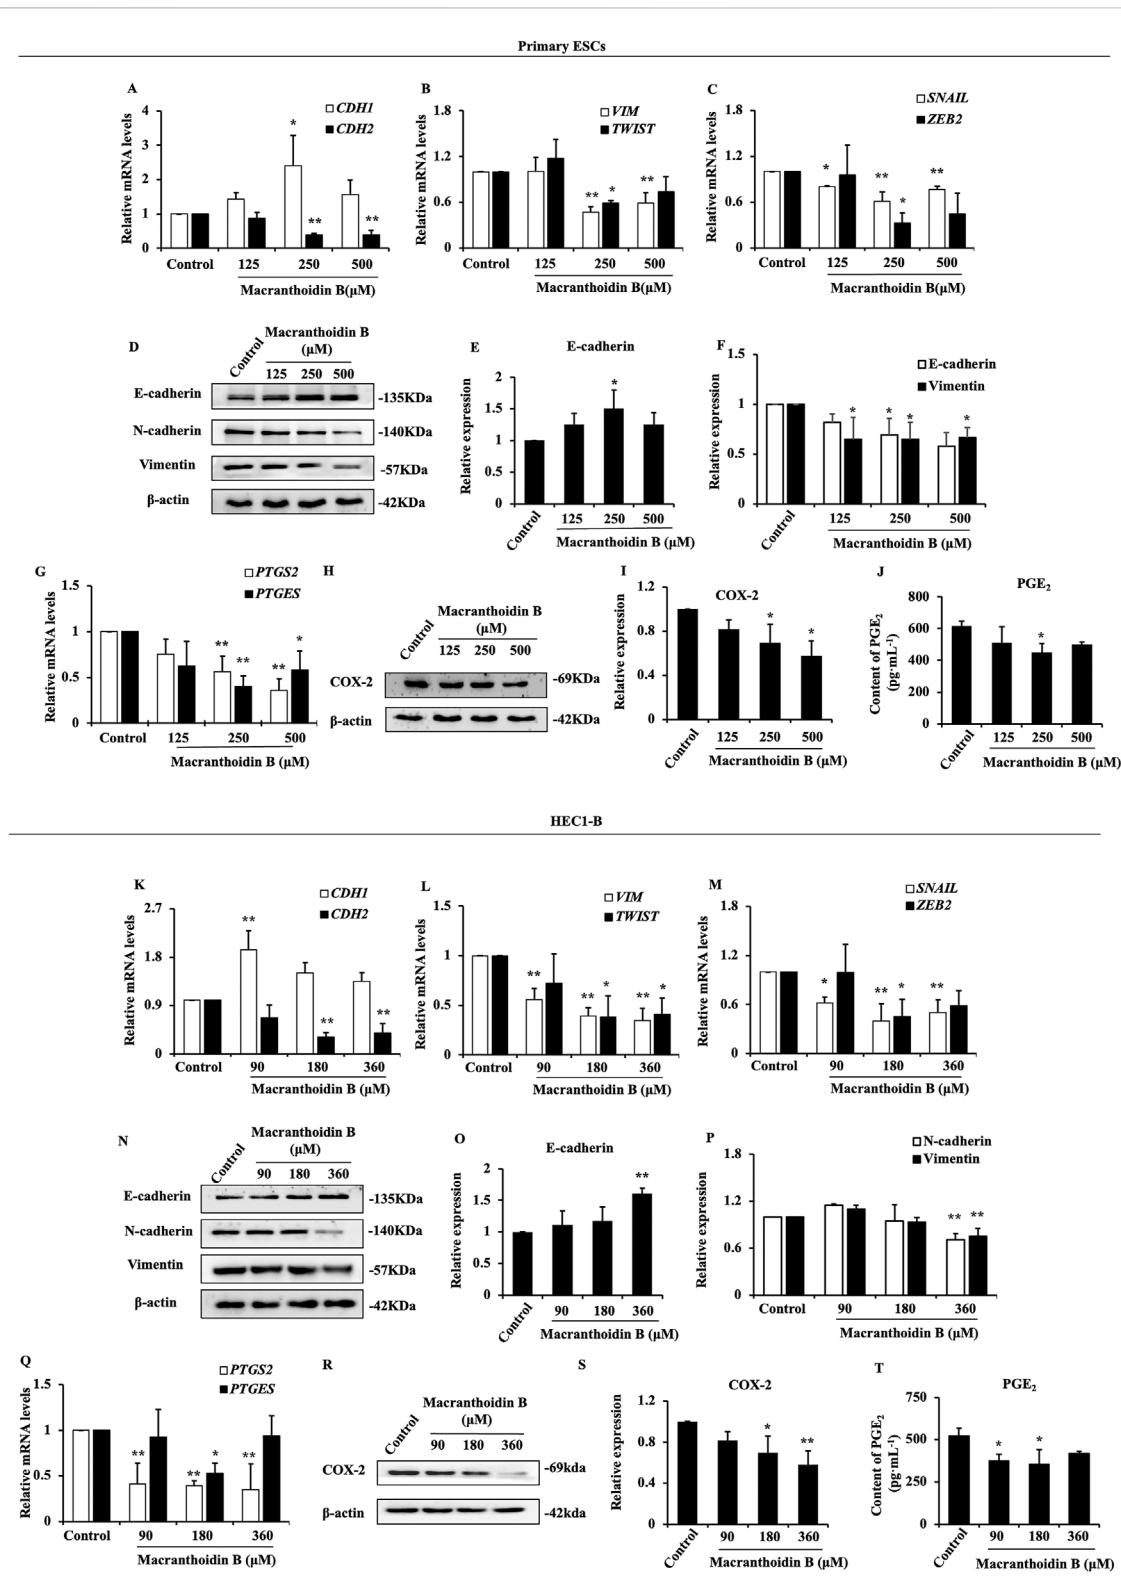 Primary ESCs
A
CDH1
CDH2
Relative mRNA levels
4
3
2
1
0
*
**
**
Control
125
250
500
Macranthoidin B(μM)
B
VIM
TWIST
Relative mRNA levels
1.8
1.2
0.6
0
**
*
**
Control
125
250
500
Macranthoidin B (μM)
C
SNAIL
ZEB2
Relative mRNA levels
1.8
1.2
0.6
0
*
**
*
**
Control
125
250
500
Macranthoidin B(μM)
D
Macranthoidin B
(μM)
Control
125 250 500
E-cadherin
-135KDa
N-cadherin
-140KDa
Vimentin
-57KDa
β-actin
-42KDa
E
E-cadherin
Relative expression
2
1.5
1
0.5
0
*
Control
125
250
500
Macranthoidin B (μM)
F
E-cadherin
Vimentin
Relative expression
1.5
1
0.5
0
*
*
*
*
Control
125
250
500
Macranthoidin B (μM)
G
PTGS2
PTGES
Relative mRNA levels
1.5
1
0.5
0
**
**
**
*
Control
125
250
500
Macranthoidin B (μM)
H
Macranthoidin B
(μM)
Control
125 250 500
COX-2
-69KDa
β-actin
-42KDa
I
COX-2
Relative expression
1.2
0.8
0.4
0
*
*
Control
125
250
500
Macranthoidin B (μM)
J
PGE2
Content of PGE2
(pg·mL-1)
800
600
400
200
0
*
Control
125
250
500
Macranthoidin B (μM)
HEC1-B
K
CDH1
CDH2
Relative mRNA levels
2.7
1.8
0.9
0
**
**
**
Control
90
180
360
Macranthoidin B (μM)
L
VIM
TWIST
Relative mRNA levels
1.5
1
0.5
0
**
**
*
**
*
Control
90
180
360
Macranthoidin B (μM)
M
SNAIL
ZEB2
Relative mRNA levels
1.8
1.2
0.6
0
*
**
*
**
Control
90
180
360
Macranthoidin B (μM)
N
Macranthoidin B
(μM)
Control
90 180 360
E-cadherin
-135KDa
N-cadherin
-140KDa
Vimentin
-57KDa
β-actin
-42KDa
O
E-cadherin
Relative expression
2
1.5
1
0.5
0
**
Control
90
180
360
Macranthoidin B (μM)
P
N-cadherin
Vimentin
Relative expression
1.8
1.2
0.6
0
**
**
Control
90
180
360
Macranthoidin B (μM)
Q
PTGS2
PTGES
Relative mRNA levels
1.5
1
0.5
0
**
**
*
**
Control
90
180
360
Macranthoidin B (μM)
R
Macranthoidin B
(μM)
Control
90 180 360
COX-2
-69kda
β-actin
-42kda
S
COX-2
Relative expression
1.2
0.8
0.4
0
*
**
Control
90
180
360
Macranthoidin B (μM)
T
PGE2
Content of PGE2
(pg·mL-1)
750
500
250
0
*
*
Control
90
180
360
Macranthoidin B (μM)